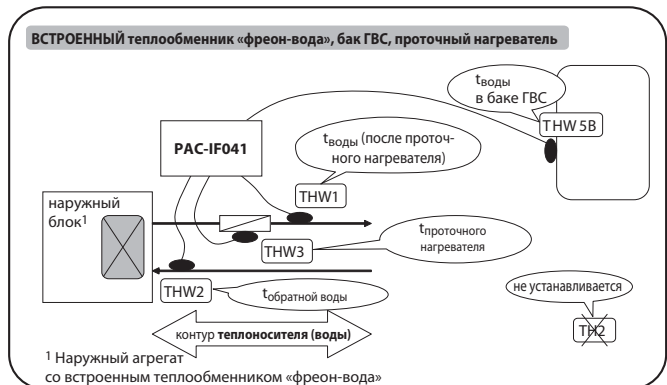 ВСТРОЕННЫЙ теплообменник «фреон-вода», бак ГВС, проточный нагреватель
tводы
в баке ГВС
THW 5B
PAC-IF041
tводы (после проточ-
ного нагревателя)
THW1
наружный
блок¹
tпроточного
нагревателя
THW3
THW2
tобратной воды
не устанавливается
TH2
контур теплоносителя (воды)
¹ Наружный агрегат
со встроенным теплообменником «фреон-вода»